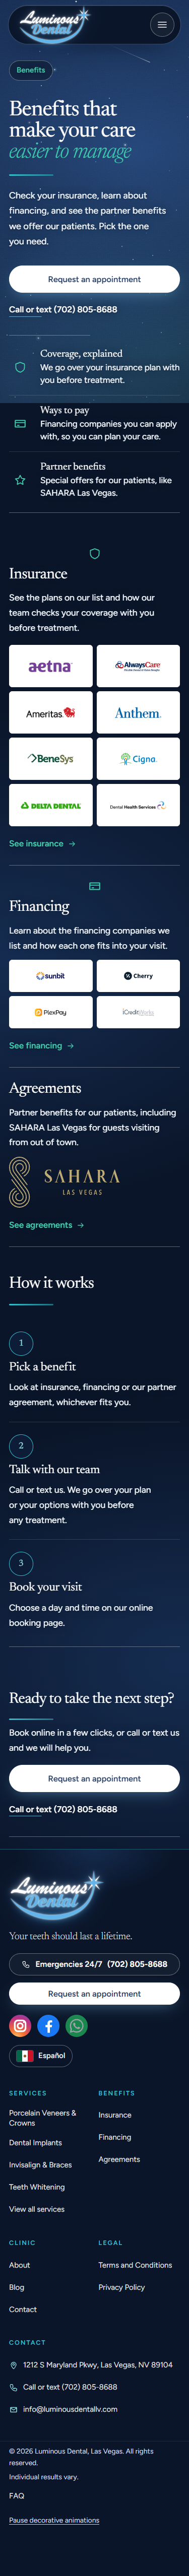 Luminous
Dental
Benefits
Benefits that
make your care
easier to manage
Check your insurance, learn about
financing, and see the partner benefits
we offer our patients. Pick the one
you need.
Request an appointment
Call or text (702) 805-8688
Coverage, explained
We go over your insurance plan with
you before treatment.
Ways to pay
Financing companies you can apply
with, so you can plan your care.
Partner benefits
Special offers for our patients, like
SAHARA Las Vegas.
Insurance
See the plans on our list and how our
team checks your coverage with you
before treatment.
aetna
AlwaysCare
Ameritas
Anthem
BeneSys
Cigna
DELTA DENTAL
Dental Health Services
See insurance →
Financing
Learn about the financing companies we
list and how each one fits into your visit.
sunbit
Cherry
PlexPay
iCreditWorks
See financing →
Agreements
Partner benefits for our patients, including
SAHARA Las Vegas for guests visiting
from out of town.
SAHARA
LAS VEGAS
See agreements →
How it works
1
Pick a benefit
Look at insurance, financing or our partner
agreement, whichever fits you.
2
Talk with our team
Call or text us. We go over your plan
or your options with you before
any treatment.
3
Book your visit
Choose a day and time on our online
booking page.
Ready to take the next step?
Book online in a few clicks, or call or text us
and we will help you.
Request an appointment
Call or text (702) 805-8688
Luminous
Dental
Your teeth should last a lifetime.
Emergencies 24/7 (702) 805-8688
Request an appointment
Español
SERVICES
Porcelain Veneers &
Crowns
Dental Implants
Invisalign & Braces
Teeth Whitening
View all services
BENEFITS
Insurance
Financing
Agreements
CLINIC
About
Blog
Contact
LEGAL
Terms and Conditions
Privacy Policy
CONTACT
1212 S Maryland Pkwy, Las Vegas, NV 89104
Call or text (702) 805-8688
info@luminousdentallv.com
© 2026 Luminous Dental, Las Vegas. All rights
reserved.
Individual results vary.
FAQ
Pause decorative animations